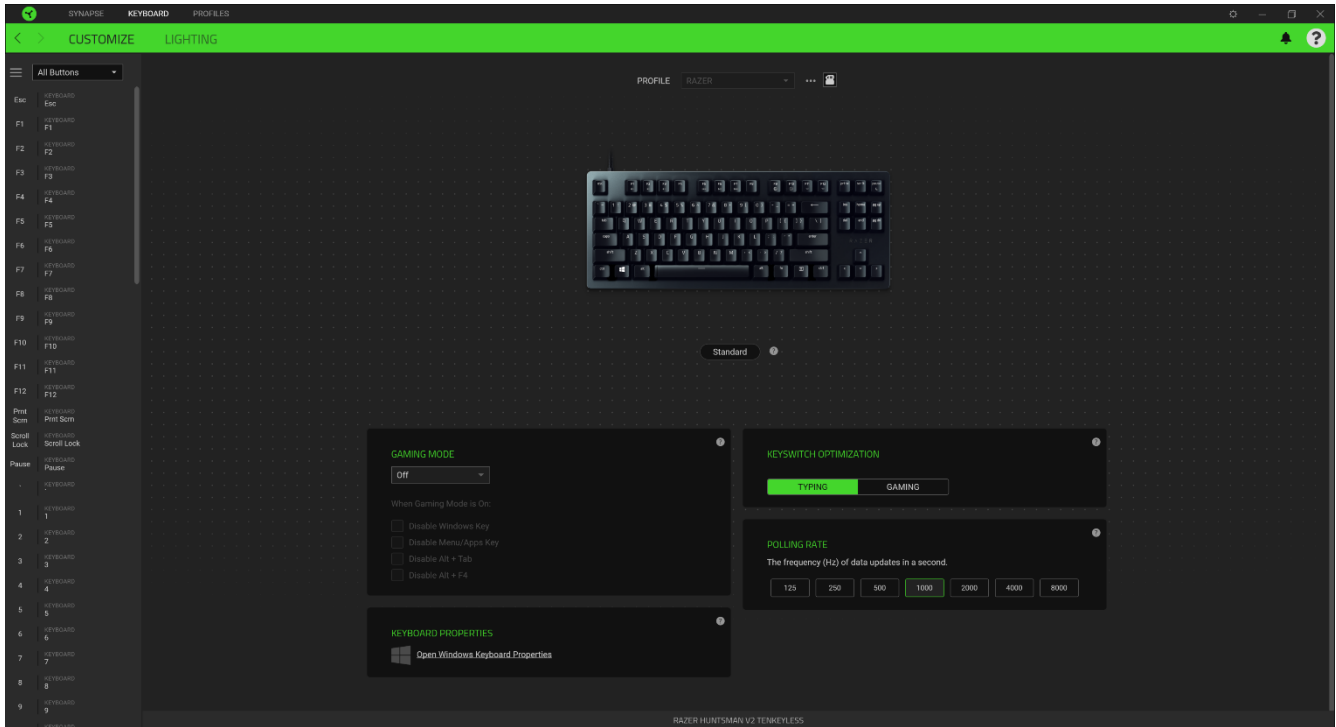 SYNAPSE KEYBOARD PROFILES
CUSTOMIZE LIGHTING
All Buttons
PROFILE RAZER
Esc KEYBOARD
Esc
F1 KEYBOARD
F1
F2 KEYBOARD
F2
F3 KEYBOARD
F3
F4 KEYBOARD
F4
F5 KEYBOARD
F5
F6 KEYBOARD
F6
F7 KEYBOARD
F7
F8 KEYBOARD
F8
F9 KEYBOARD
F9
F10 KEYBOARD
F10
F11 KEYBOARD
F11
F12 KEYBOARD
F12
Prnt Scrn KEYBOARD
Prnt Scrn
Scroll Lock KEYBOARD
Scroll Lock
Pause KEYBOARD
Pause
KEYBOARD
1 KEYBOARD
1
2 KEYBOARD
2
3 KEYBOARD
3
4 KEYBOARD
4
5 KEYBOARD
5
6 KEYBOARD
6
7 KEYBOARD
7
8 KEYBOARD
8
9 KEYBOARD
9
KEYBOARD
Standard
GAMING MODE
Off
When Gaming Mode is On:
Disable Windows Key
Disable Menu/Apps Key
Disable Alt + Tab
Disable Alt + F4
KEYBOARD PROPERTIES
Open Windows Keyboard Properties
KEYSWITCH OPTIMIZATION
TYPING GAMING
POLLING RATE
The frequency (Hz) of data updates in a second.
125 250 500 1000 2000 4000 8000
RAZER HUNTSMAN V2 TENKEYLESS